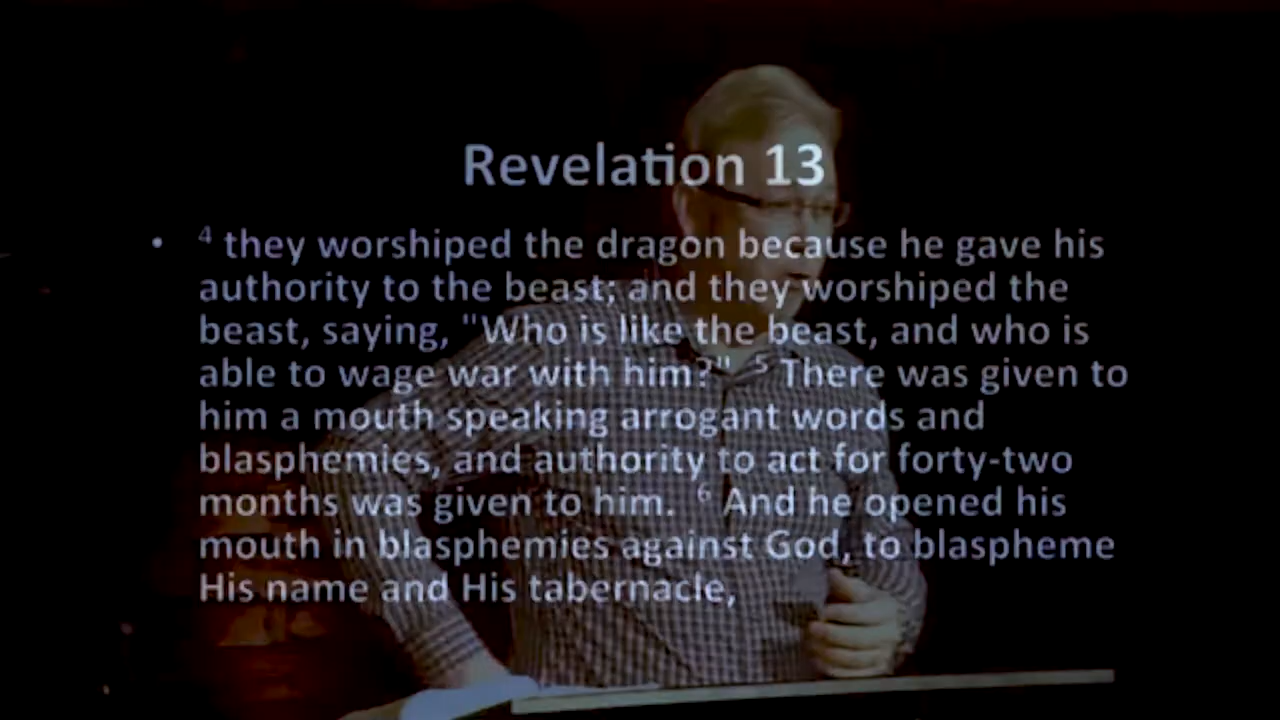 Revelation 13
• ⁴ they worshiped the dragon because he gave his
authority to the beast; and they worshiped the
beast, saying, "Who is like the beast, and who is
able to wage war with him?" ⁵ There was given to
him a mouth speaking arrogant words and
blasphemies, and authority to act for forty-two
months was given to him. ⁶ And he opened his
mouth in blasphemies against God, to blaspheme
His name and His tabernacle,